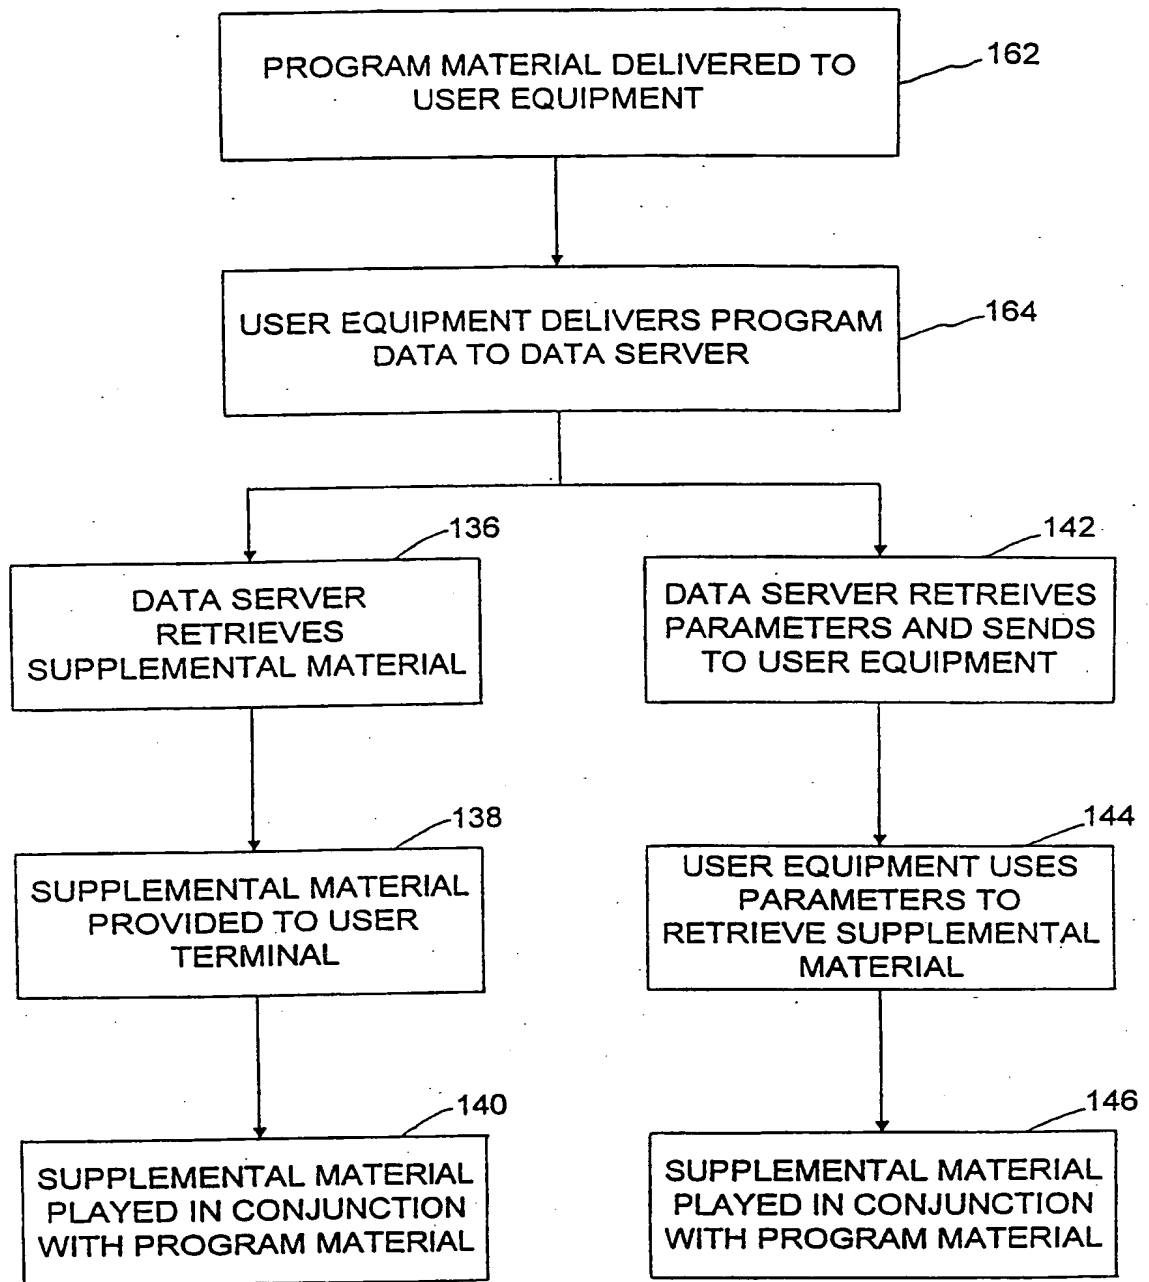 PROGRAM MATERIAL DELIVERED TO
USER EQUIPMENT
162
USER EQUIPMENT DELIVERS PROGRAM
DATA TO DATA SERVER
164
136
DATA SERVER
RETRIEVES
SUPPLEMENTAL MATERIAL
142
DATA SERVER RETREIVES
PARAMETERS AND SENDS
TO USER EQUIPMENT
138
SUPPLEMENTAL MATERIAL
PROVIDED TO USER
TERMINAL
144
USER EQUIPMENT USES
PARAMETERS TO
RETRIEVE SUPPLEMENTAL
MATERIAL
140
SUPPLEMENTAL MATERIAL
PLAYED IN CONJUNCTION
WITH PROGRAM MATERIAL
146
SUPPLEMENTAL MATERIAL
PLAYED IN CONJUNCTION
WITH PROGRAM MATERIAL